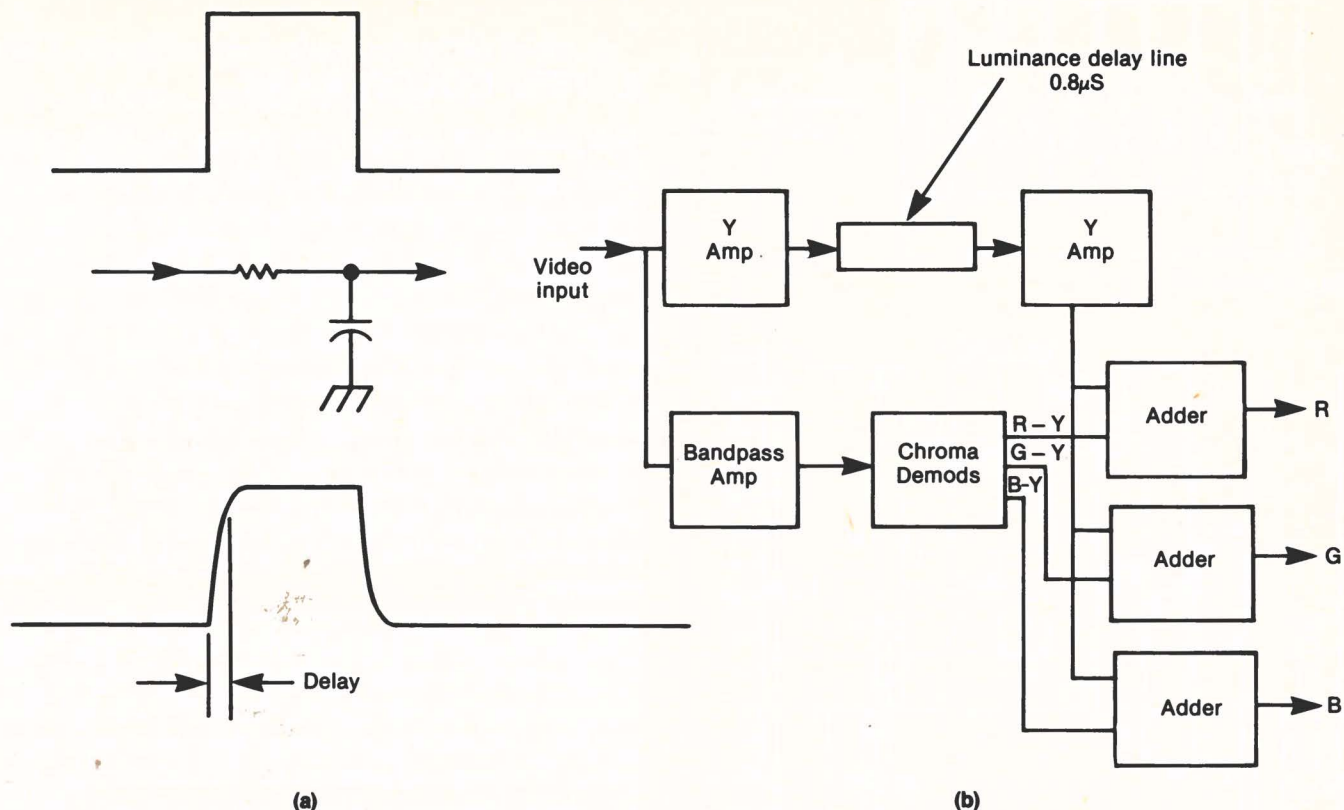 Luminance delay line
0.8μS
Video
input
Y
Amp
Y
Amp
Bandpass
Amp
Chroma
Demods
R – Y
G – Y
B–Y
Adder
R
Adder
G
Adder
B
Delay
(a)
(b)